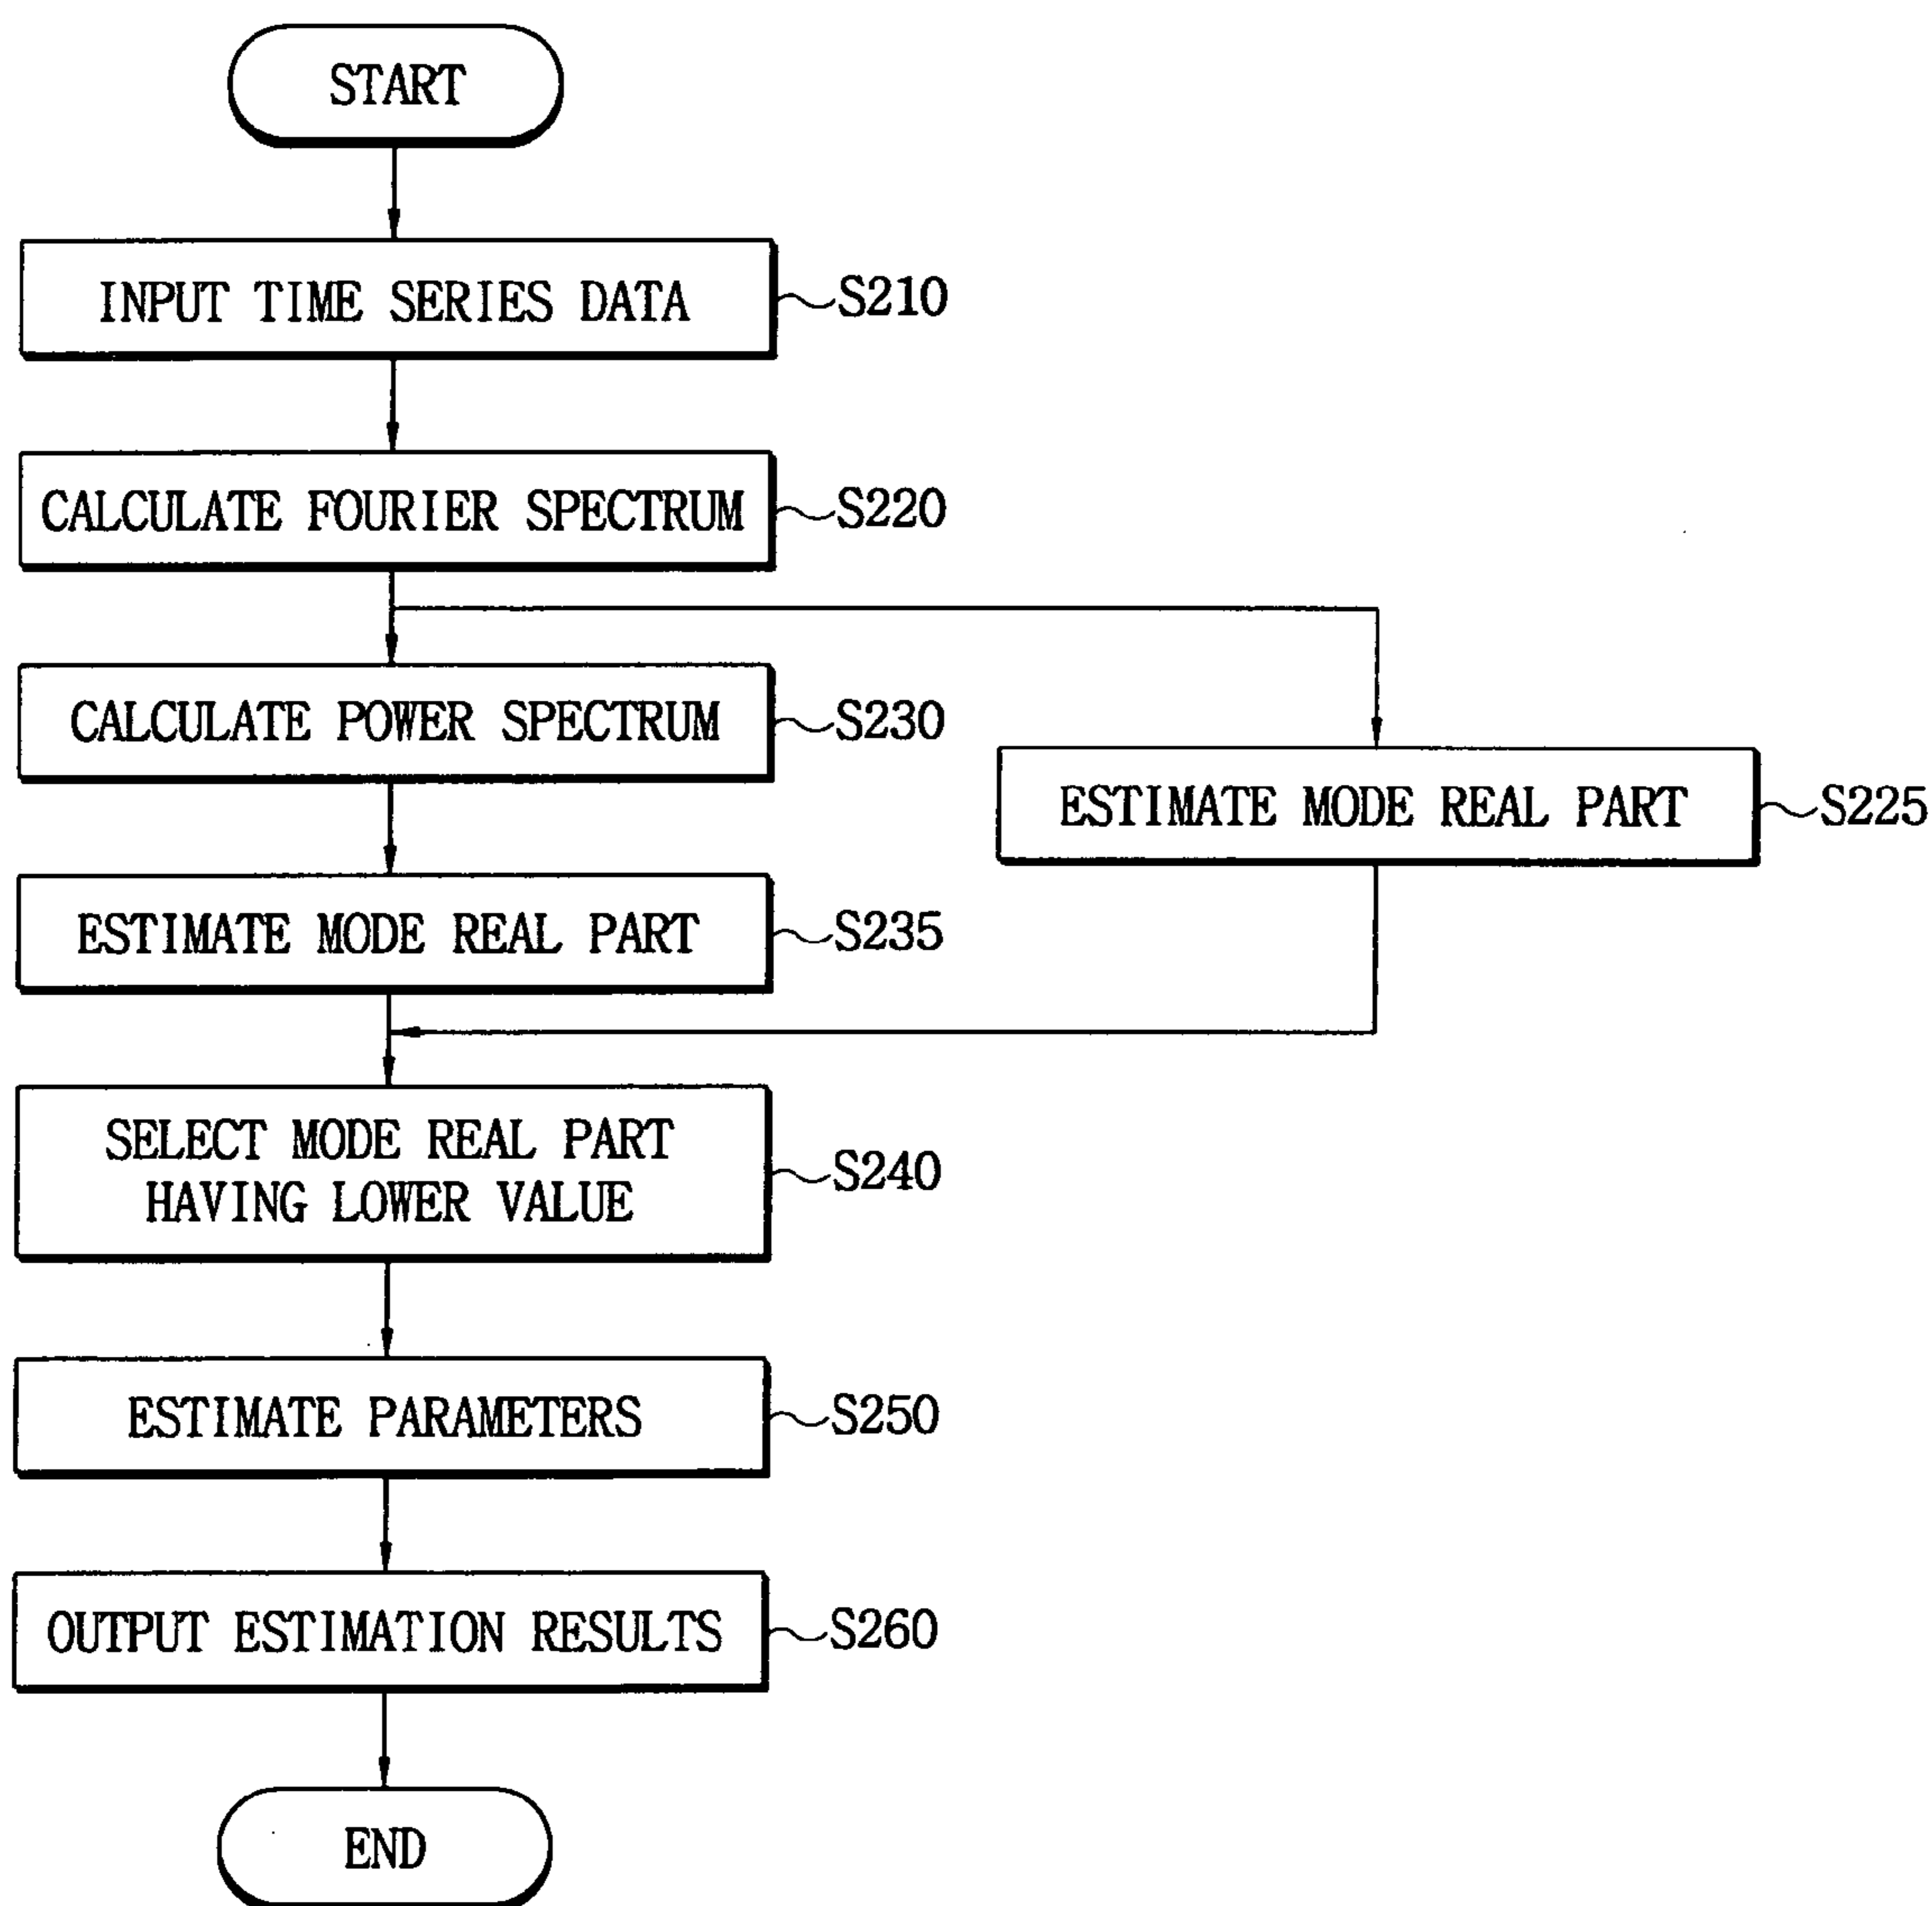 START
INPUT TIME SERIES DATA
S210
CALCULATE FOURIER SPECTRUM
S220
CALCULATE POWER SPECTRUM
S230
ESTIMATE MODE REAL PART
S225
ESTIMATE MODE REAL PART
S235
SELECT MODE REAL PART
HAVING LOWER VALUE
S240
ESTIMATE PARAMETERS
S250
OUTPUT ESTIMATION RESULTS
S260
END